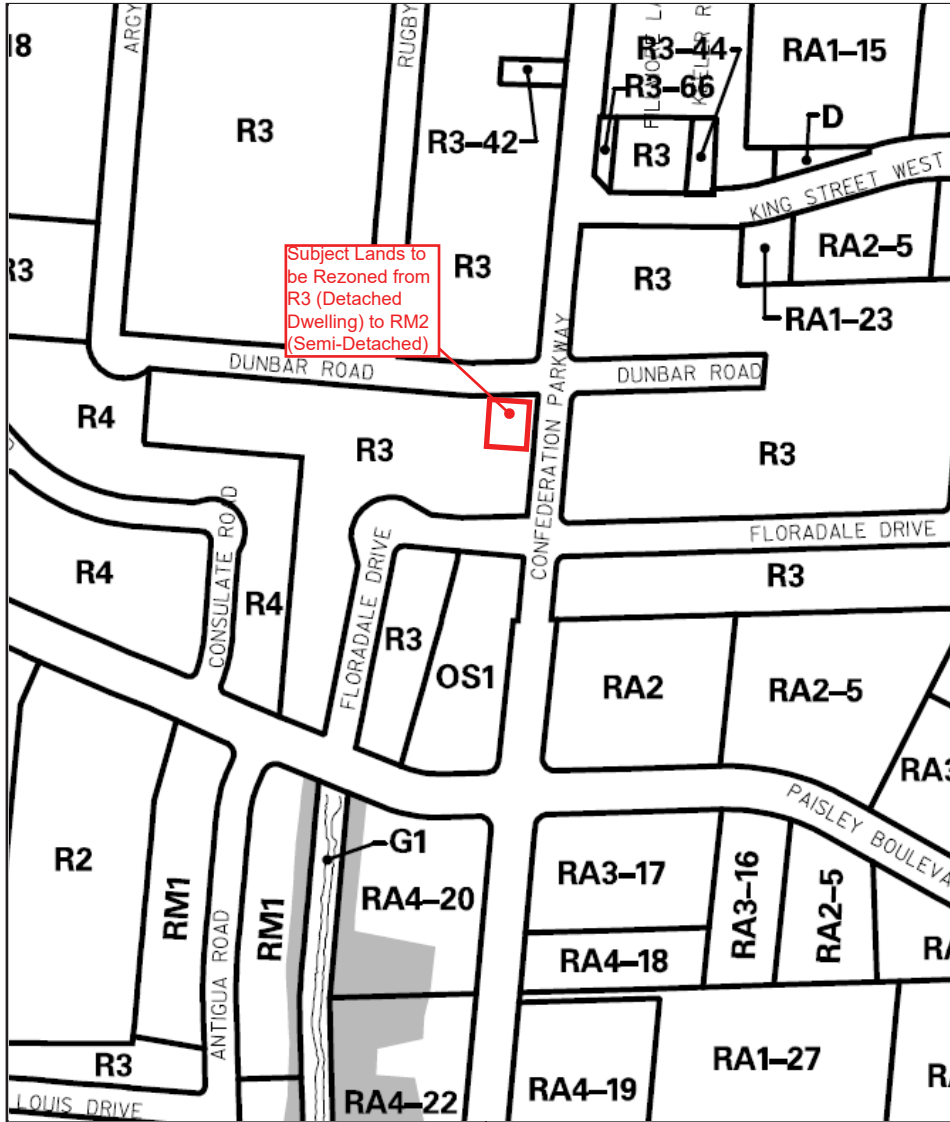 18
ARGY
RUGBY
R3-44
RA1-15
R3-66
D
R3
R3-42
R3
KING STREET WEST
R3
Subject Lands to
be Rezoned from
R3 (Detached
Dwelling) to RM2
(Semi-Detached)
R3
R3
RA2-5
RA1-23
DUNBAR ROAD
CONFEDERATION PARKWAY
DUNBAR ROAD
R4
R3
R3
CONSULATE ROAD
FLORADALE DRIVE
FLORADALE DRIVE
R4
R4
R3
R3
OS1
RA2
RA2-5
RA3
PAISLEY BOULEVA
R2
RM1
RM1
G1
RA4-20
RA3-17
RA3-16
RA2-5
RA4-18
RA
ANTIGUA ROAD
R3
RA1-27
LOUIS DRIVE
RA4-22
RA4-19
RA